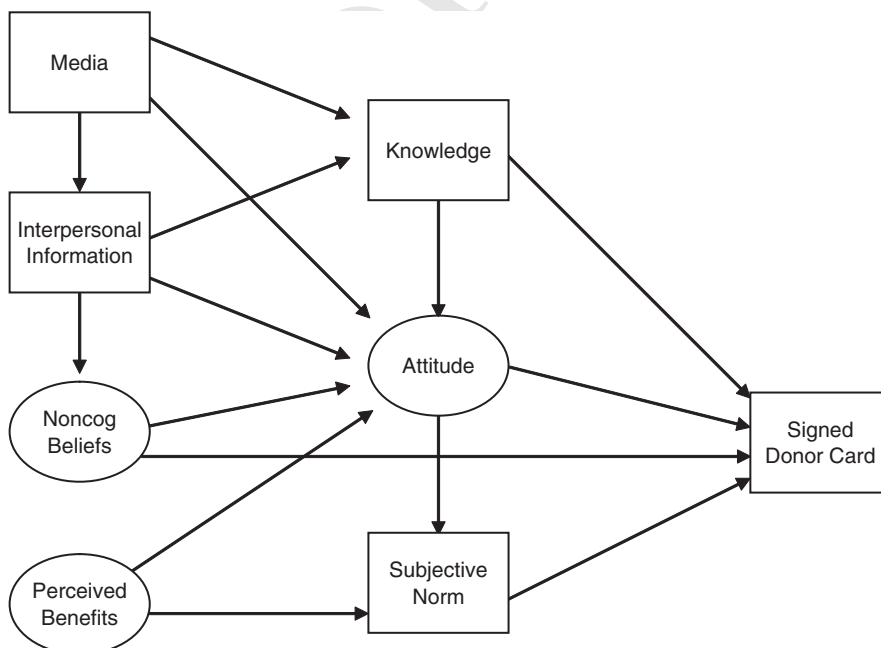 Media
Knowledge
Interpersonal
Information
Attitude
Noncog
Beliefs
Signed
Donor Card
Subjective
Norm
Perceived
Benefits